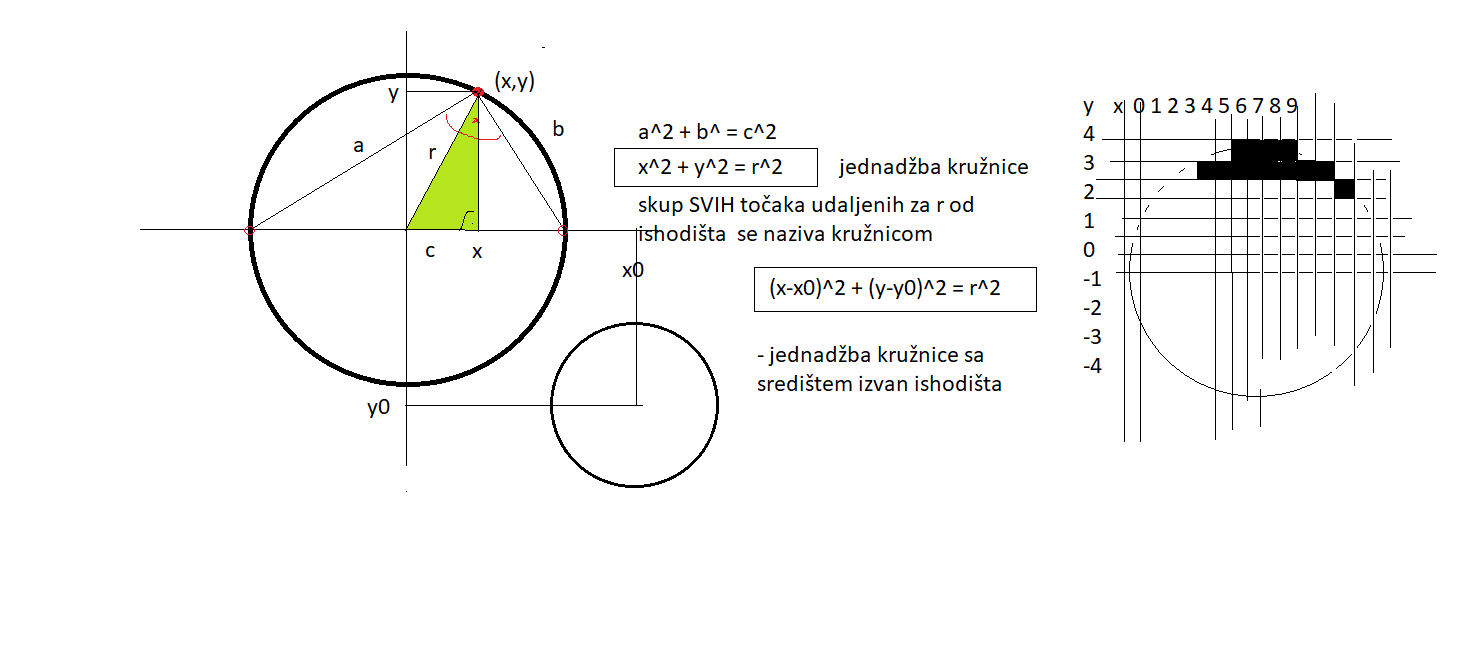 (x,y)
y
b
a
r
c
x
x0
y0
a^2 + b^ = c^2
x^2 + y^2 = r^2
jednadžba kružnice
skup SVIH točaka udaljenih za r od
ishodišta se naziva kružnicom
(x-x0)^2 + (y-y0)^2 = r^2
- jednadžba kružnice sa
središtem izvan ishodišta
y x 0 1 2 3 4 5 6 7 8 9
4
3
2
1
0
-1
-2
-3
-4